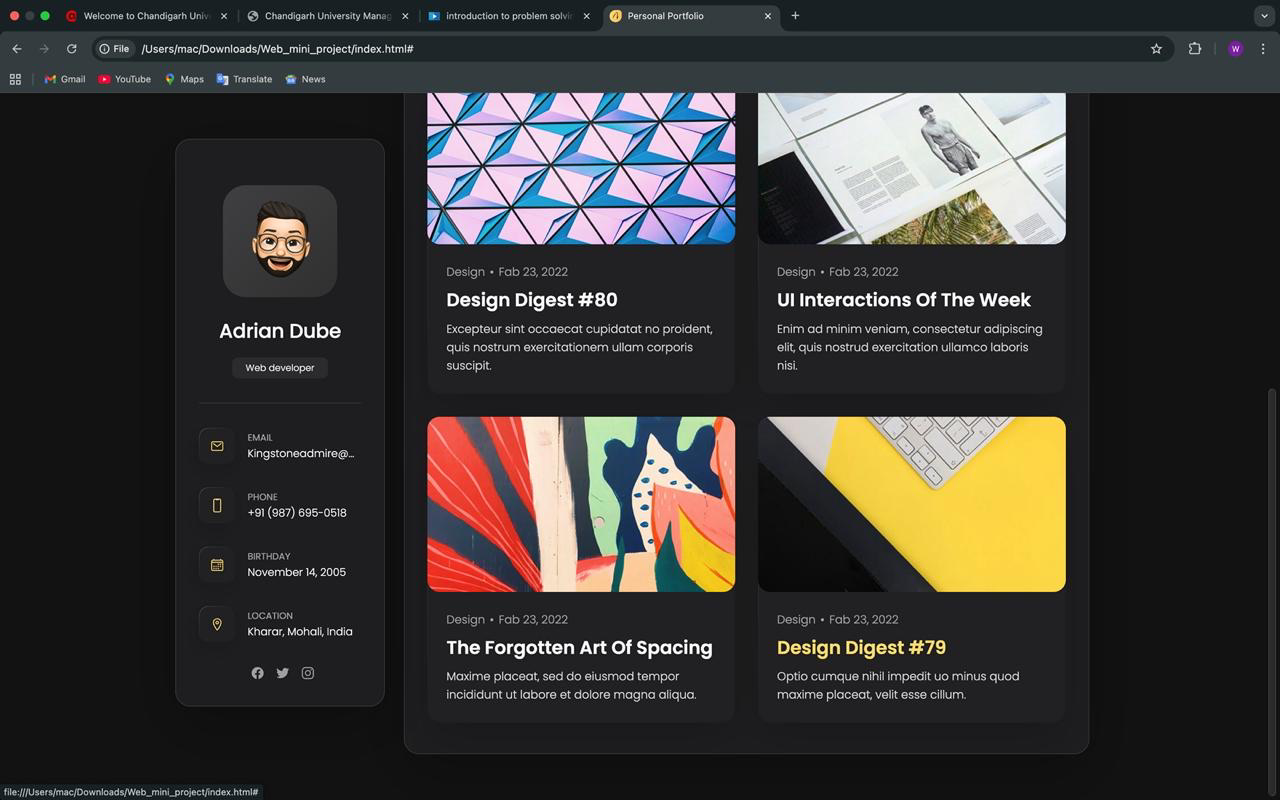 Welcome to Chandigarh Univ
Chandigarh University Manag
introduction to problem solvin
Personal Portfolio
File
/Users/mac/Downloads/Web_mini_project/index.html#
W
Gmail
YouTube
Maps
Translate
News
Adrian Dube
Web developer
EMAIL
Kingstoneadmire@...
PHONE
+91 (987) 695-0518
BIRTHDAY
November 14, 2005
LOCATION
Kharar, Mohali, India
Design • Fab 23, 2022
Design Digest #80
Excepteur sint occaecat cupidatat no proident,
quis nostrum exercitationem ullam corporis
suscipit.
Design • Fab 23, 2022
UI Interactions Of The Week
Enim ad minim veniam, consectetur adipiscing
elit, quis nostrud exercitation ullamco laboris
nisi.
Design • Fab 23, 2022
The Forgotten Art Of Spacing
Maxime placeat, sed do eiusmod tempor
incididunt ut labore et dolore magna aliqua.
Design • Fab 23, 2022
Design Digest #79
Optio cumque nihil impedit uo minus quod
maxime placeat, velit esse cillum.
file:///Users/mac/Downloads/Web_mini_project/index.html#